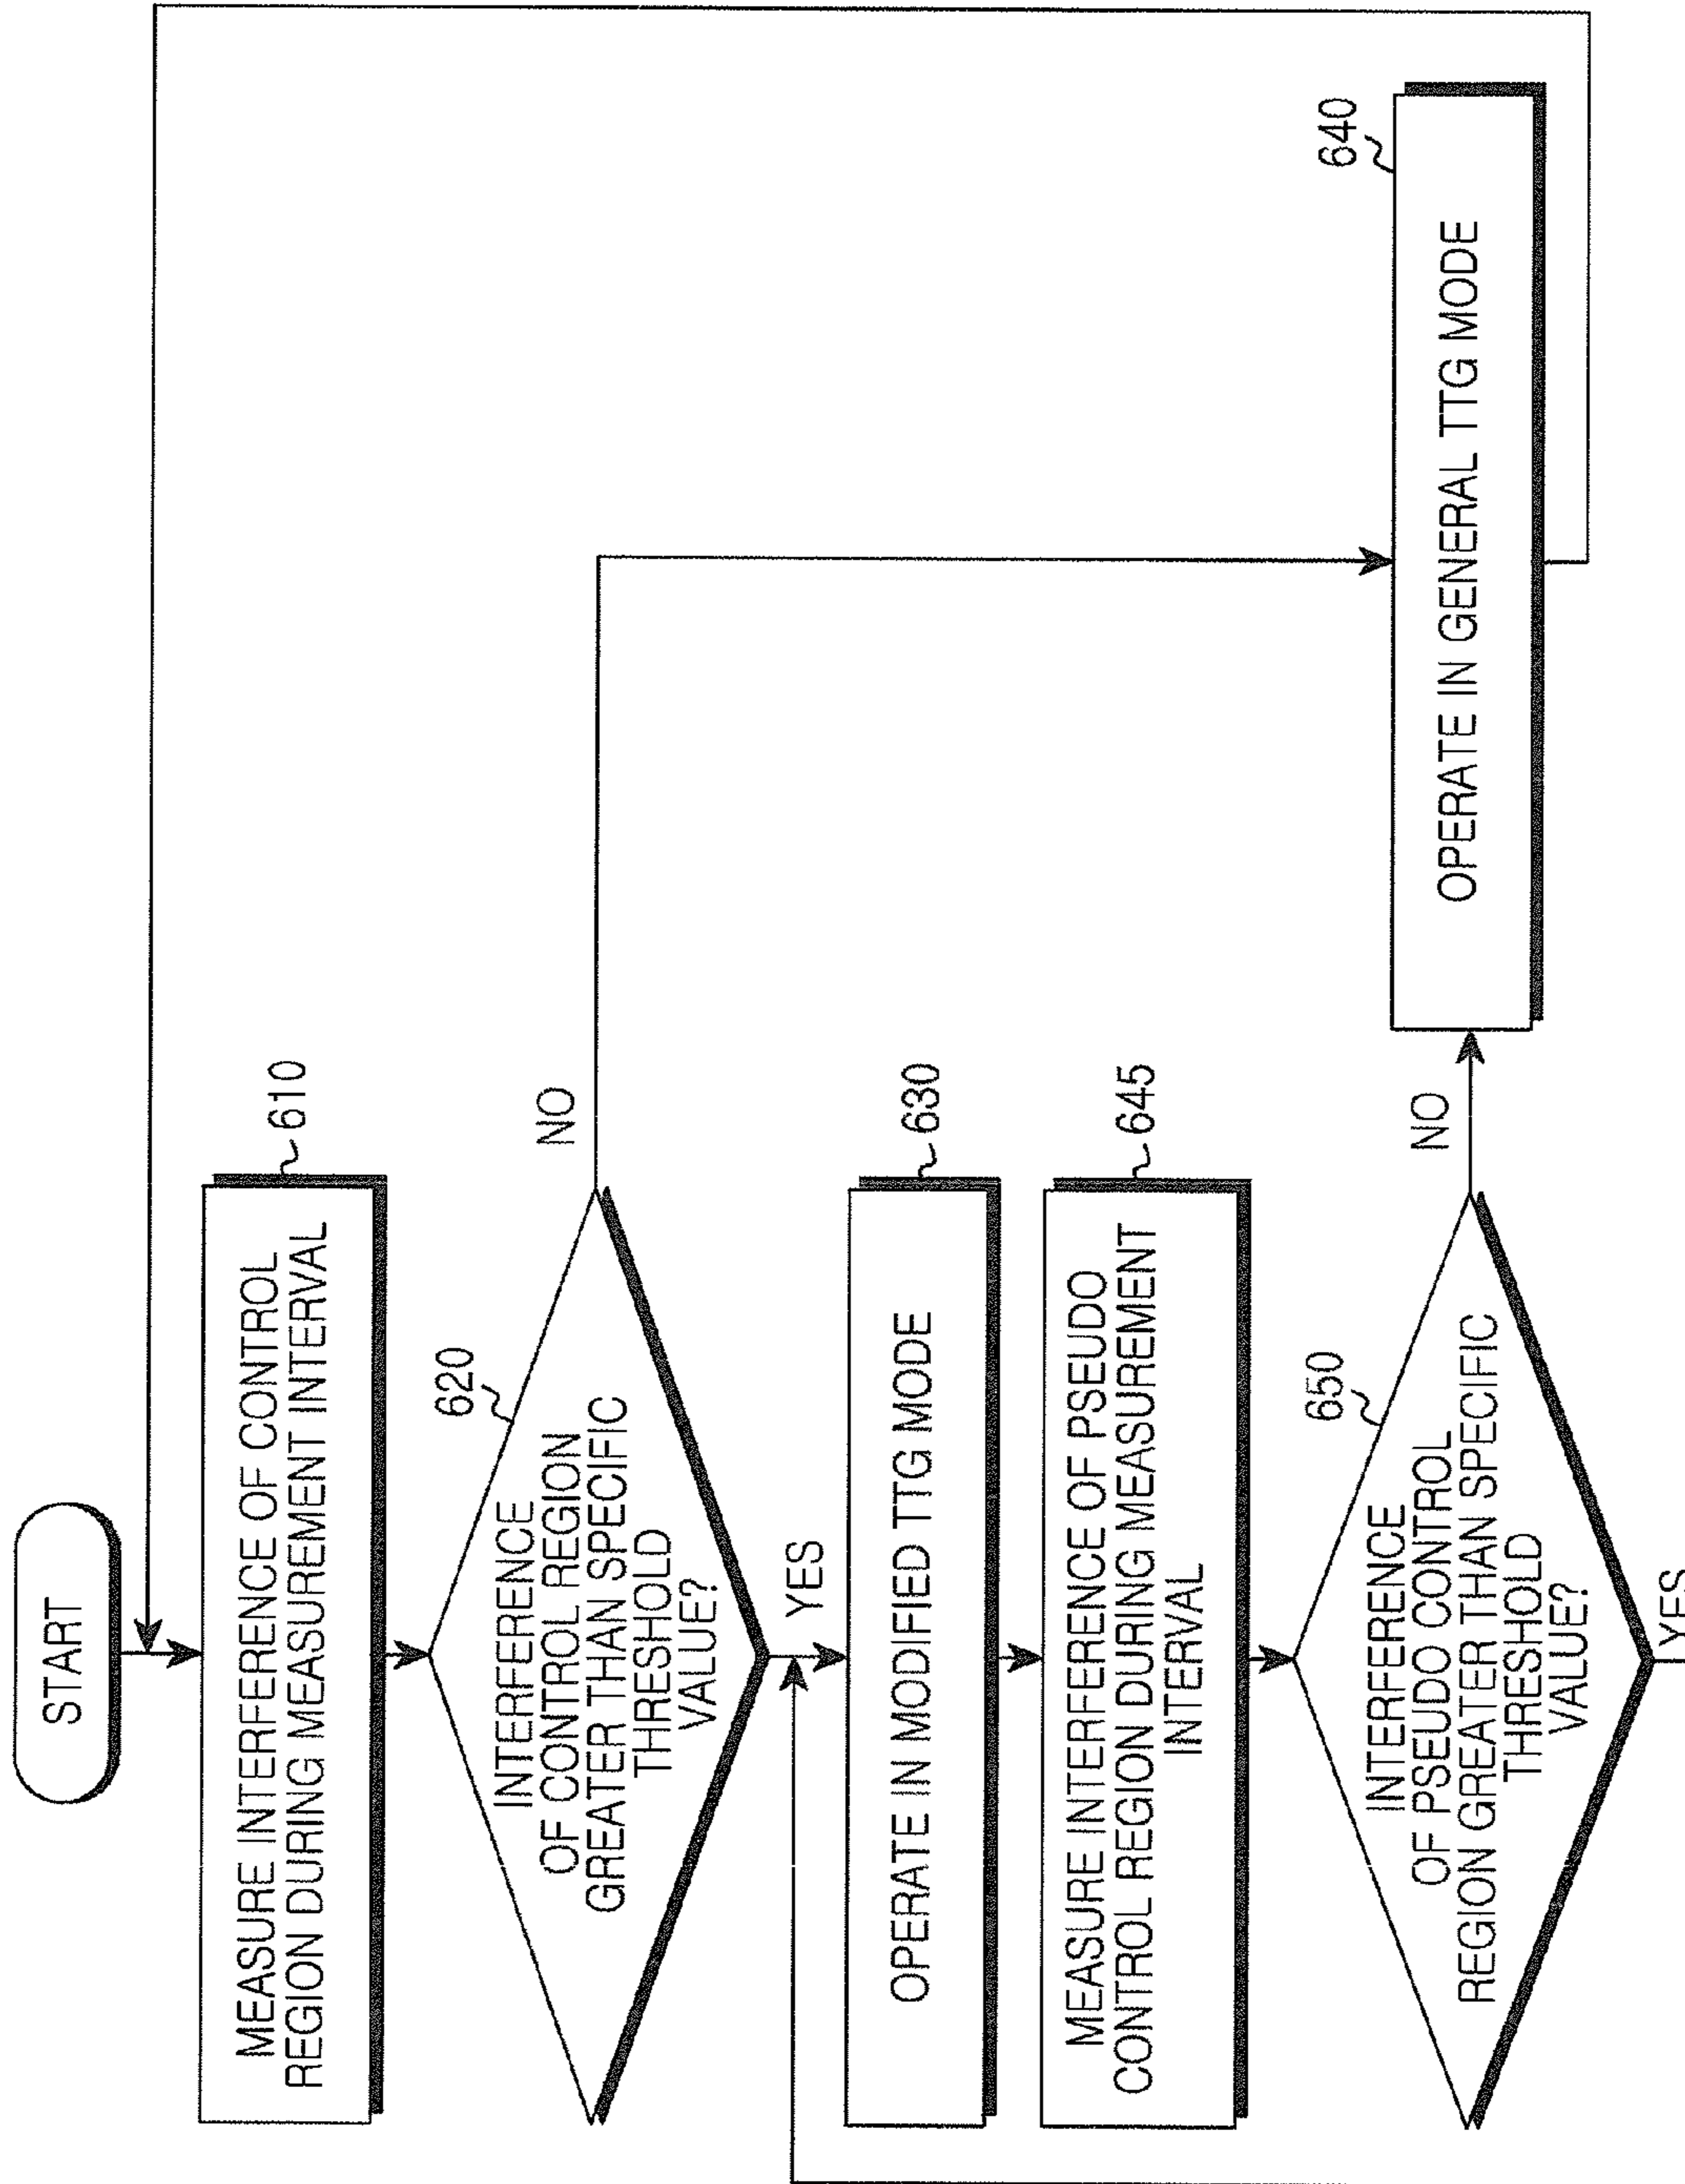 START
MEASURE INTERFERENCE OF CONTROL
REGION DURING MEASUREMENT INTERVAL
610
620
INTERFERENCE
OF CONTROL REGION
GREATER THAN SPECIFIC
THRESHOLD
VALUE?
NO
YES
OPERATE IN MODIFIED TTG MODE
630
MEASURE INTERFERENCE OF PSEUDO
CONTROL REGION DURING MEASUREMENT
INTERVAL
645
650
INTERFERENCE
OF PSEUDO CONTROL
REGION GREATER THAN SPECIFIC
THRESHOLD
VALUE?
NO
YES
640
OPERATE IN GENERAL TTG MODE